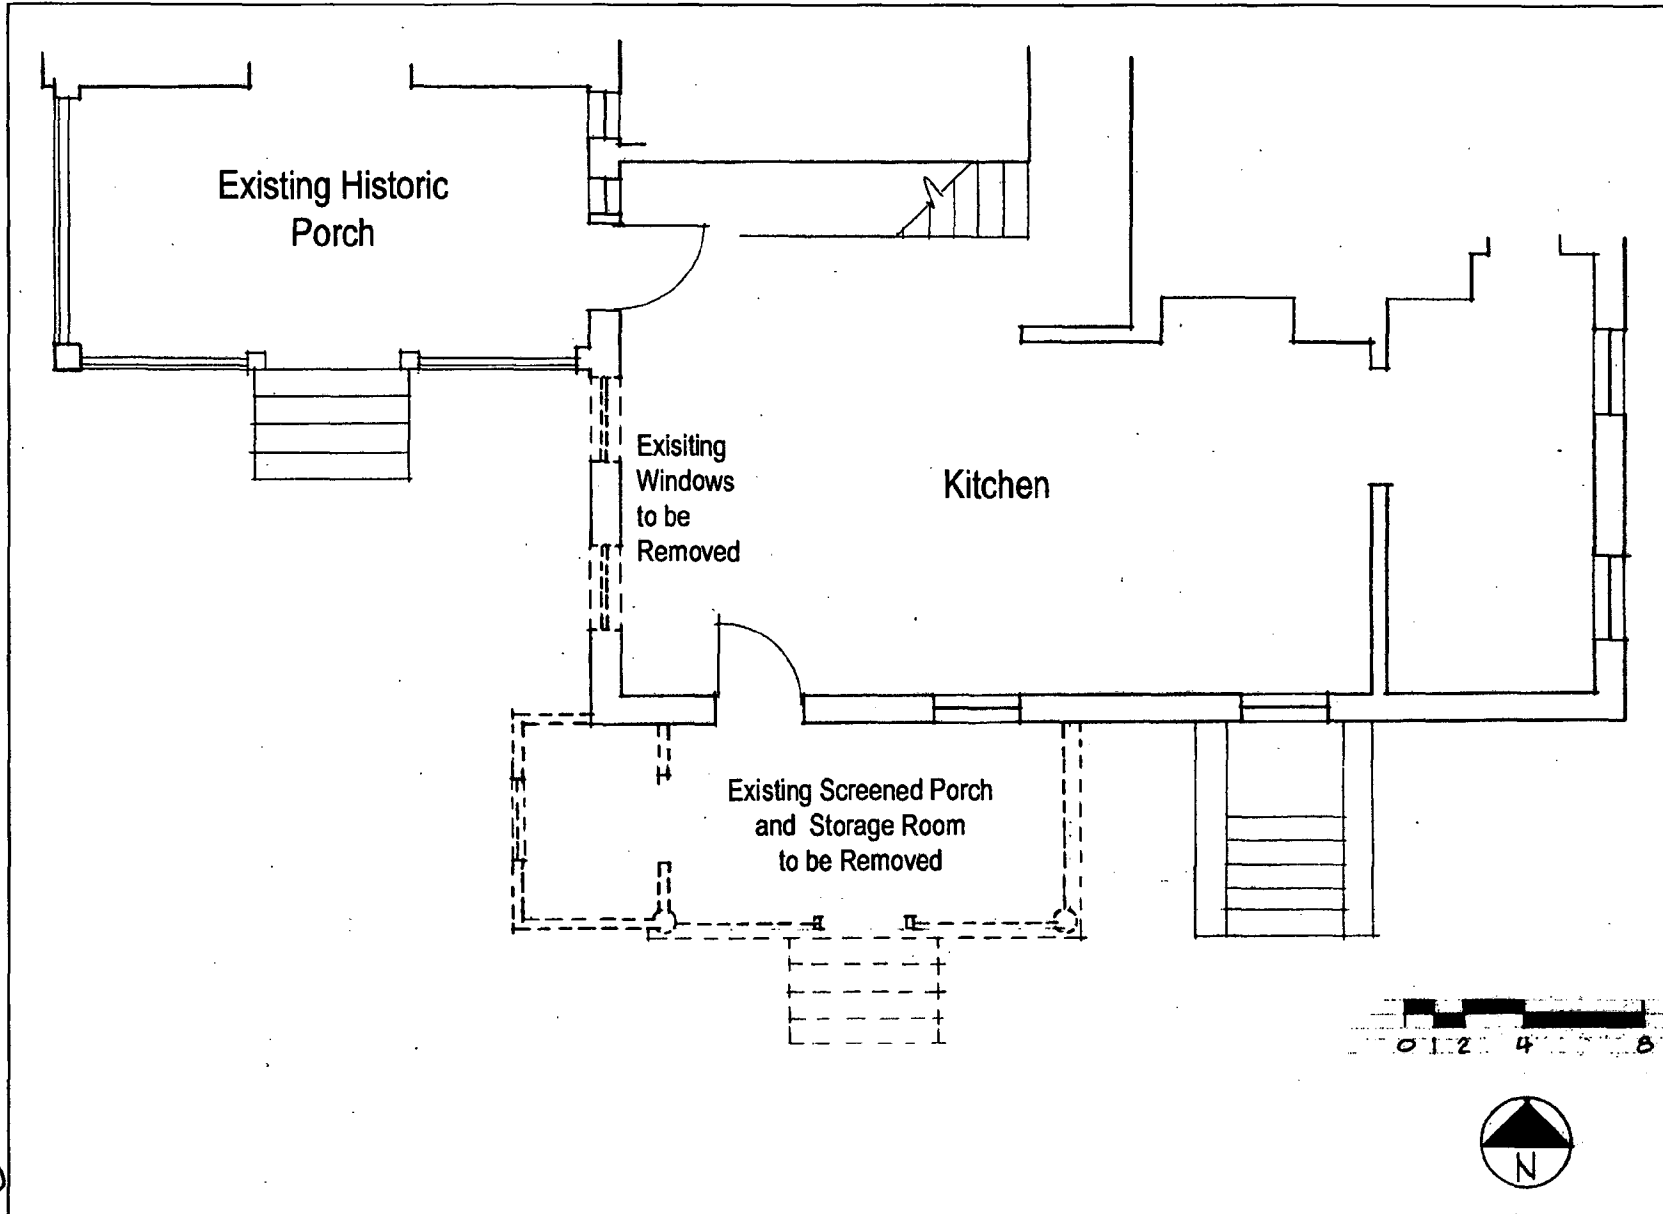 Existing Historic
Porch
Exisiting
Windows
to be
Removed
Kitchen
Existing Screened Porch
and Storage Room
to be Removed
0 1 2 4 8
N